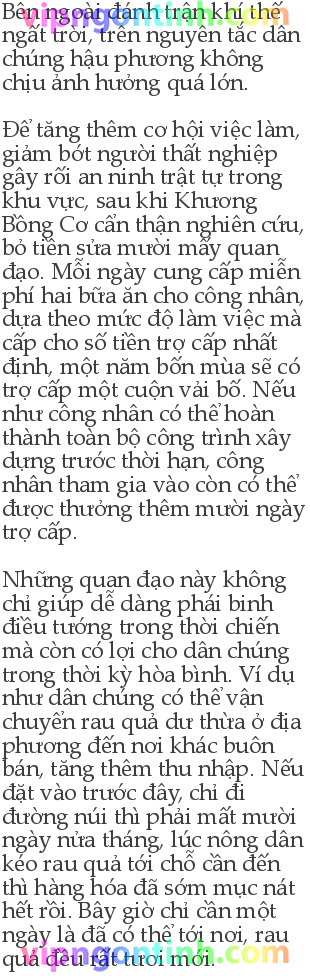 Bên ngoài đánh trận khí thế
ngất trời, trên nguyên tắc dân
chúng hậu phương không
chịu ảnh hưởng quá lớn.
Để tăng thêm cơ hội việc làm,
giảm bớt người thất nghiệp
gây rối an ninh trật tự trong
khu vực, sau khi Khương
Bồng Cơ cẩn thận nghiên cứu,
bỏ tiền sửa mười mấy quan
đạo. Mỗi ngày cung cấp miễn
phí hai bữa ăn cho công nhân,
dựa theo mức độ làm việc mà
cấp cho số tiền trợ cấp nhất
định, một năm bốn mùa sẽ có
trợ cấp một cuộn vải bố. Nếu
như công nhân có thể hoàn
thành toàn bộ công trình xây
dựng trước thời hạn, công
nhân tham gia vào còn có thể
được thưởng thêm mười ngày
trợ cấp.
Những quan đạo này không
chỉ giúp dễ dàng phái binh
điều tướng trong thời chiến
mà còn có lợi cho dân chúng
trong thời kỳ hòa bình. Ví dụ
như dân chúng có thể vận
chuyển rau quả dư thừa ở địa
phương đến nơi khác buôn
bán, tăng thêm thu nhập. Nếu
đặt vào trước đây, chỉ đi
đường núi thì phải mất mười
ngày nửa tháng, lúc nông dân
kéo rau quả tới chỗ cần đến
thì hàng hóa đã sớm mục nát
hết rồi. Bây giờ chỉ cần một
ngày là đã có thể tới nơi, rau
quả đều rất tươi mới.
vipngontinh.com
vipngontinh.com